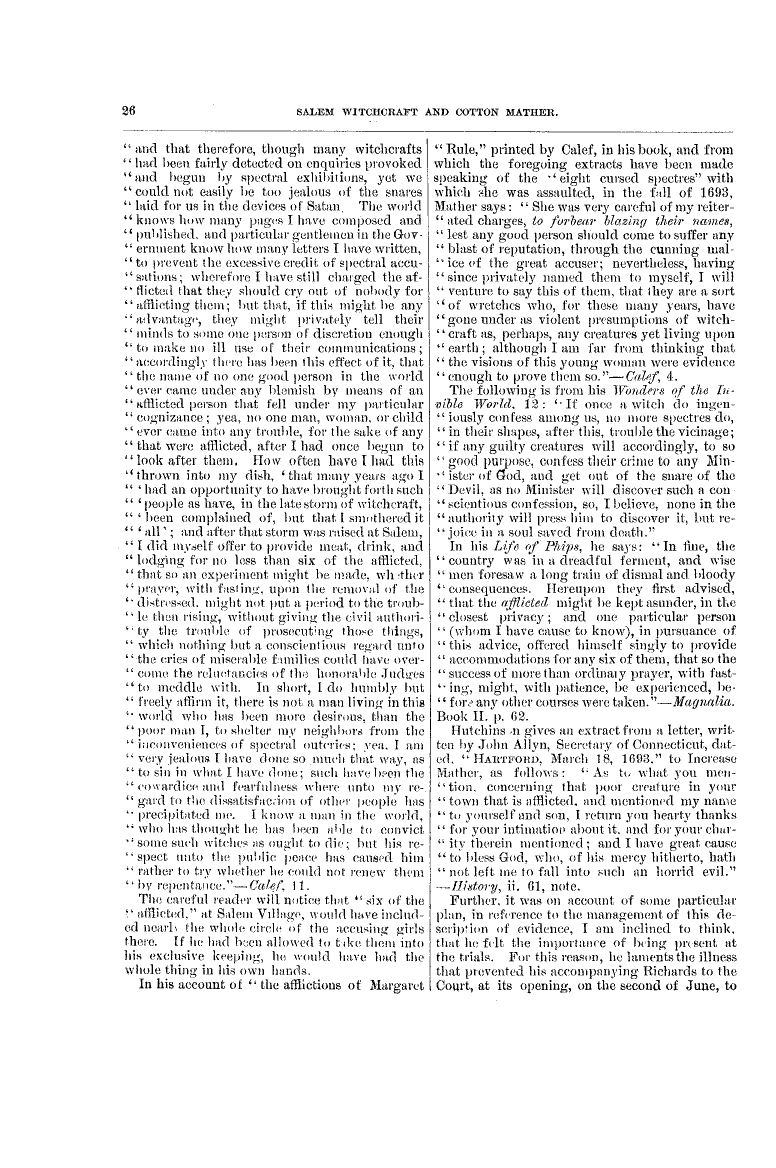 26
SALEM WITCHCRAFT AND COTTON MATHER.
“ and that therefore, though many witchcrafts
“ had been fairly detected on enquiries provoked
“ and begun by spectral exhibitions, yet we
“ could not easily be too jealous of the snares
“ laid for us in the devices of Satan. The world
“ knows how many pages I have composed and
“ published, and particular gentlemen in the Gov-
“ ernment know how many letters I have written,
“ to prevent the excessive credit of spectral accu-
“ sations; wherefore I have still charged the af-
“ flicted that they should cry out of nobody for
“ afflicting them; but that, if this might be any
“ advantage, they might privately tell their
“ minds to some one person of discretion enough
“ to make no ill use of their communications;
“ accordingly there has been this effect of it, that
“ the name of no one good person in the world
“ ever came under any blemish by means of an
“ afflicted person that fell under my particular
“ cognizance; yea, no one man, woman, or child
“ ever came into any trouble, for the sake of any
“ that were afflicted, after I had once begun to
“ look after them. How often have I had this
“ thrown into my dish, ‘ that many years ago I
“ ‘ had an opportunity to have brought forth such
“ ‘ people as have, in the late storm of witchcraft,
“ ‘ been complained of, but that I smothered it
“ ‘ all’; and after that storm was raised at Salem,
“ I did myself offer to provide meat, drink, and
“ lodging for no less than six of the afflicted,
“ that so an experiment might be made, wh ther
“ prayer, with fasting, upon the removal of the
“ distressed, might not put a period to the troub-
“ le then rising, without giving the civil authori-
“ ty the trouble of prosecuting those things,
“ which nothing but a conscientious regard unto
“ the cries of miserable families could have over-
“ come the reluctancies of the honorable Judges
“ to meddle with. In short, I do humbly but
“ freely affirm it, there is not a man living in this
“ world who has been more desirous, than the
“ poor man I, to shelter my neighbors from the
“ inconveniences of spectral outcries; yea, I am
“ very jealous I have done so much that way, as
“ to sin in what I have done; such have been the
“ cowardice and fearfulness where unto my re-
“ gard to the dissatisfaction of other people has
“ precipitated me. I know a man in the world,
“ who has thought he has been able to convict
“ some such witches as ought to die; but his re-
“ spect unto the public peace has caused him
“ rather to try whether he could not renew them
“ by repentance.”—Calef, 11.
The careful reader will notice that “ six of the
“ afflicted,” at Salem Village, would have includ-
ed nearly the whole circle of the accusing girls
there. If he had been allowed to take them into
his exclusive keeping, he would have had the
whole thing in his own hands.
In his account of “ the afflictions of Margaret
“ Rule,” printed by Calef, in his book, and from
which the foregoing extracts have been made
speaking of the “ eight cursed spectres” with
which she was assaulted, in the fall of 1693,
Mather says: “ She was very careful of my reiter-
“ ated charges, to forbear blazing their names,
“ lest any good person should come to suffer any
“ blast of reputation, through the cunning mal-
“ ice of the great accuser; nevertheless, having
“ since privately named them to myself, I will
“ venture to say this of them, that they are a sort
“ of wretches who, for these many years, have
“ gone under as violent presumptions of witch-
“ craft as, perhaps, any creatures yet living upon
“ earth; although I am far from thinking that
“ the visions of this young woman were evidence
“ enough to prove them so.”—Calef, 4.
The following is from his Wonders of the In-
vible World, 12: “ If once a witch do ingen-
“ iously confess among us, no more spectres do,
“ in their shapes, after this, trouble the vicinage;
“ if any guilty creatures will accordingly, to so
“ good purpose, confess their crime to any Min-
“ ister of God, and get out of the snare of the
“ Devil, as no Minister will discover such a con
“ scientious confession, so, I believe, none in the
“ authority will press him to discover it, but re-
“ joice in a soul saved from death.”
In his Life of Phips, he says: “ In fine, the
“ country was in a dreadful ferment, and wise
“ men foresaw a long train of dismal and bloody
“ consequences. Hereupon they first advised,
“ that the afflicted might be kept asunder, in the
“ closest privacy; and one particular person
“ (whom I have cause to know), in pursuance of
“ this advice, offered himself singly to provide
“ accommodations for any six of them, that so the
“ success of more than ordinary prayer, with fast-
“ ing, might, with patience, be experienced, be-
“ fore any other courses were taken.”—Magnalia.
Book II. p. 62.
Hutchins n gives an extract from a letter, writ-
ten by John Allyn, Secretary of Connecticut, dat-
ed, “ HARTFORD, March 18, 1693,” to Increase
Mather, as follows: “ As to what you men-
“ tion, concerning that poor creature in your
“ town that is afflicted, and mentioned my name
“ to yourself and son, I return you hearty thanks
“ for your intimation about it, and for your char-
“ ity therein mentioned; and I have great cause
“ to bless God, who, of his mercy hitherto, hath
“ not left me to fall into such an horrid evil.”
—History, ii. 61, note.
Further, it was on account of some particular
plan, in reference to the management of this de-
scription of evidence, I am inclined to think,
that he felt the importance of being present at
the trials. For this reason, he laments the illness
that prevented his accompanying Richards to the
Court, at its opening, on the second of June, to